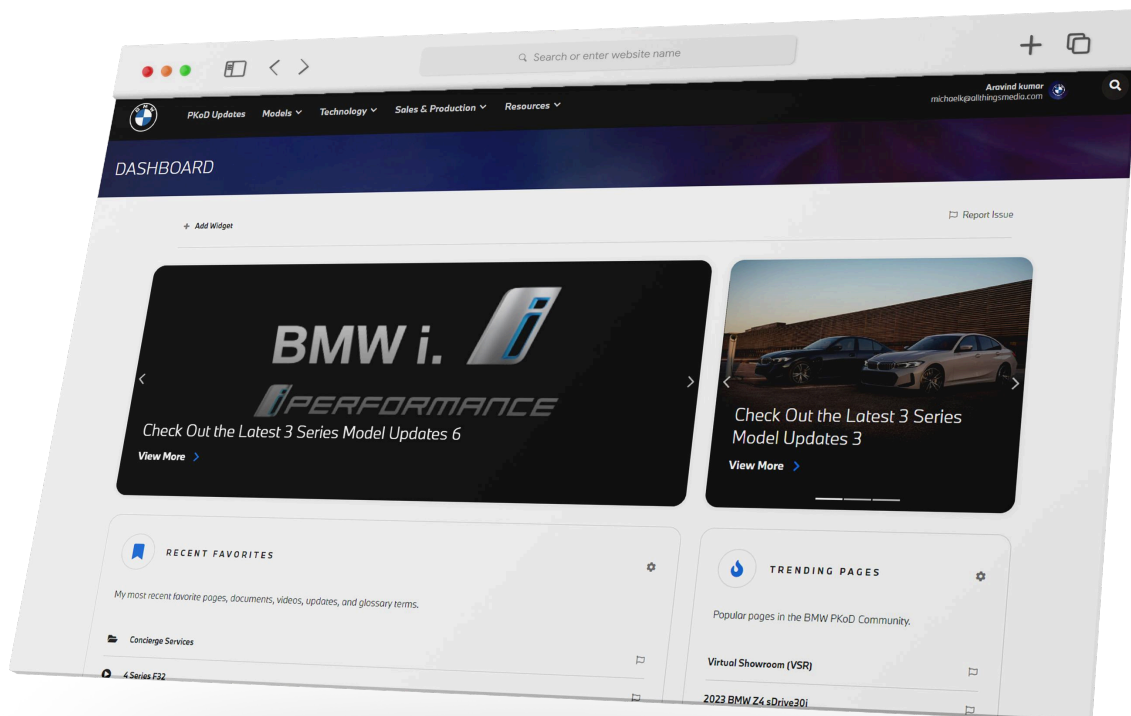 Search or enter website name
BMW
PKoD Updates Models Technology Sales & Production Resources
Aravind kumar
michaelk@allthingsmedia.com
DASHBOARD
+ Add Widget
Report Issue
BMW i. i
i PERFORMANCE
Check Out the Latest 3 Series Model Updates 6
View More
Check Out the Latest 3 Series
Model Updates 3
View More
RECENT FAVORITES
My most recent favorite pages, documents, videos, updates, and glossary terms.
Concierge Services
4 Series F32
TRENDING PAGES
Popular pages in the BMW PKoD Community.
Virtual Showroom (VSR)
2023 BMW Z4 sDrive30i